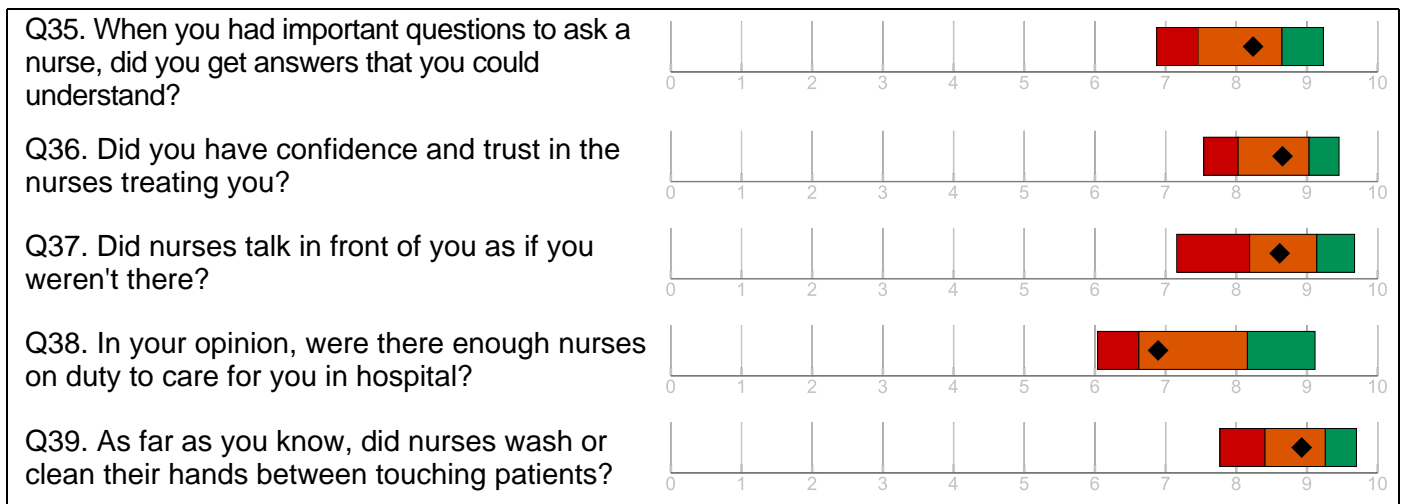 Q35. When you had important questions to ask a
nurse, did you get answers that you could
understand?
0 1 2 3 4 5 6 7 8 9 10
Q36. Did you have confidence and trust in the
nurses treating you?
0 1 2 3 4 5 6 7 8 9 10
Q37. Did nurses talk in front of you as if you
weren't there?
0 1 2 3 4 5 6 7 8 9 10
Q38. In your opinion, were there enough nurses
on duty to care for you in hospital?
0 1 2 3 4 5 6 7 8 9 10
Q39. As far as you know, did nurses wash or
clean their hands between touching patients?
0 1 2 3 4 5 6 7 8 9 10